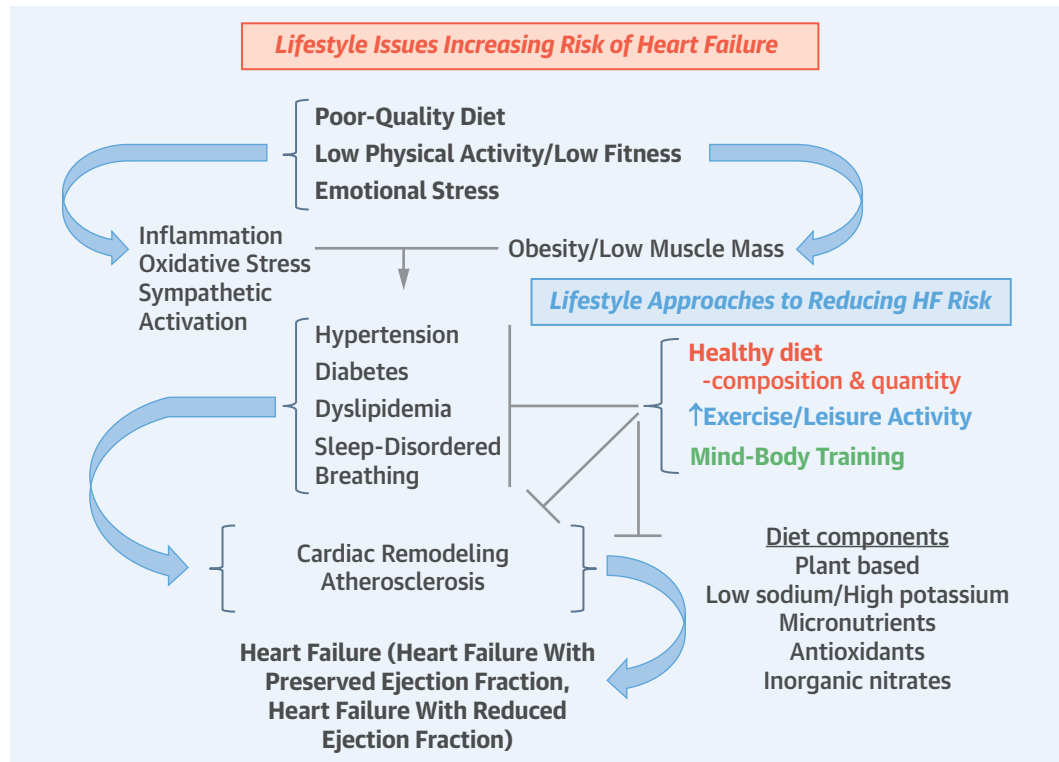 Lifestyle Issues Increasing Risk of Heart Failure
Poor-Quality Diet
Low Physical Activity/Low Fitness
Emotional Stress
Inflammation
Oxidative Stress
Sympathetic
Activation
Obesity/Low Muscle Mass
Lifestyle Approaches to Reducing HF Risk
Hypertension
Diabetes
Dyslipidemia
Sleep-Disordered
Breathing
Healthy diet
-composition & quantity
↑Exercise/Leisure Activity
Mind-Body Training
Cardiac Remodeling
Atherosclerosis
Diet components
Plant based
Low sodium/High potassium
Micronutrients
Antioxidants
Inorganic nitrates
Heart Failure (Heart Failure With
Preserved Ejection Fraction,
Heart Failure With Reduced
Ejection Fraction)